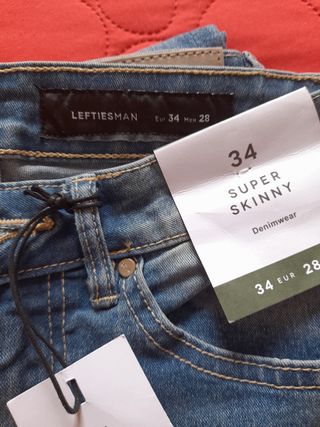 LEFTIESMAN Eur 34 Mex 28
34
SUPER
SKINNY
Denimwear
34 EUR 28